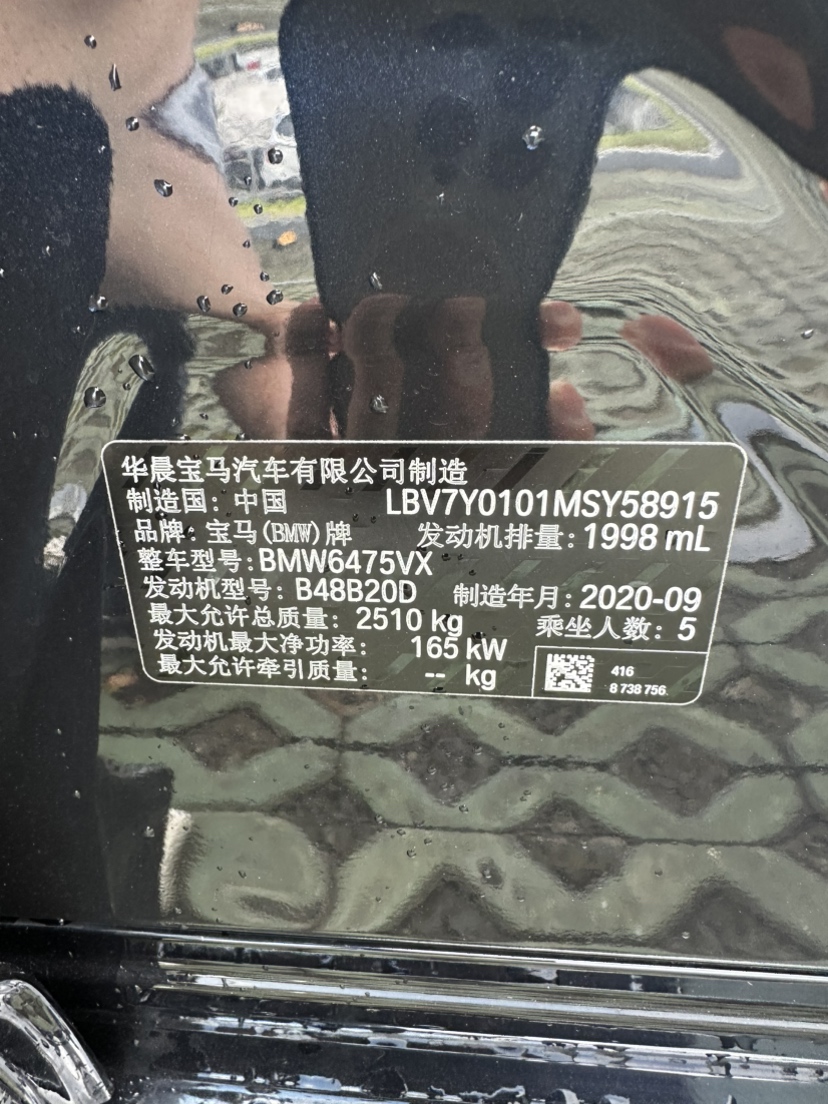 华晨宝马汽车有限公司制造
制造国：中国 LBV7Y0101MSY58915
品牌：宝马(BMW)牌 发动机排量：1998 mL
整车型号：BMW6475VX
发动机型号：B48B20D 制造年月：2020-09
最大允许总质量：2510 kg 乘坐人数：5
发动机最大净功率：165 kW
最大允许牵引质量：-- kg
416
8 738 756